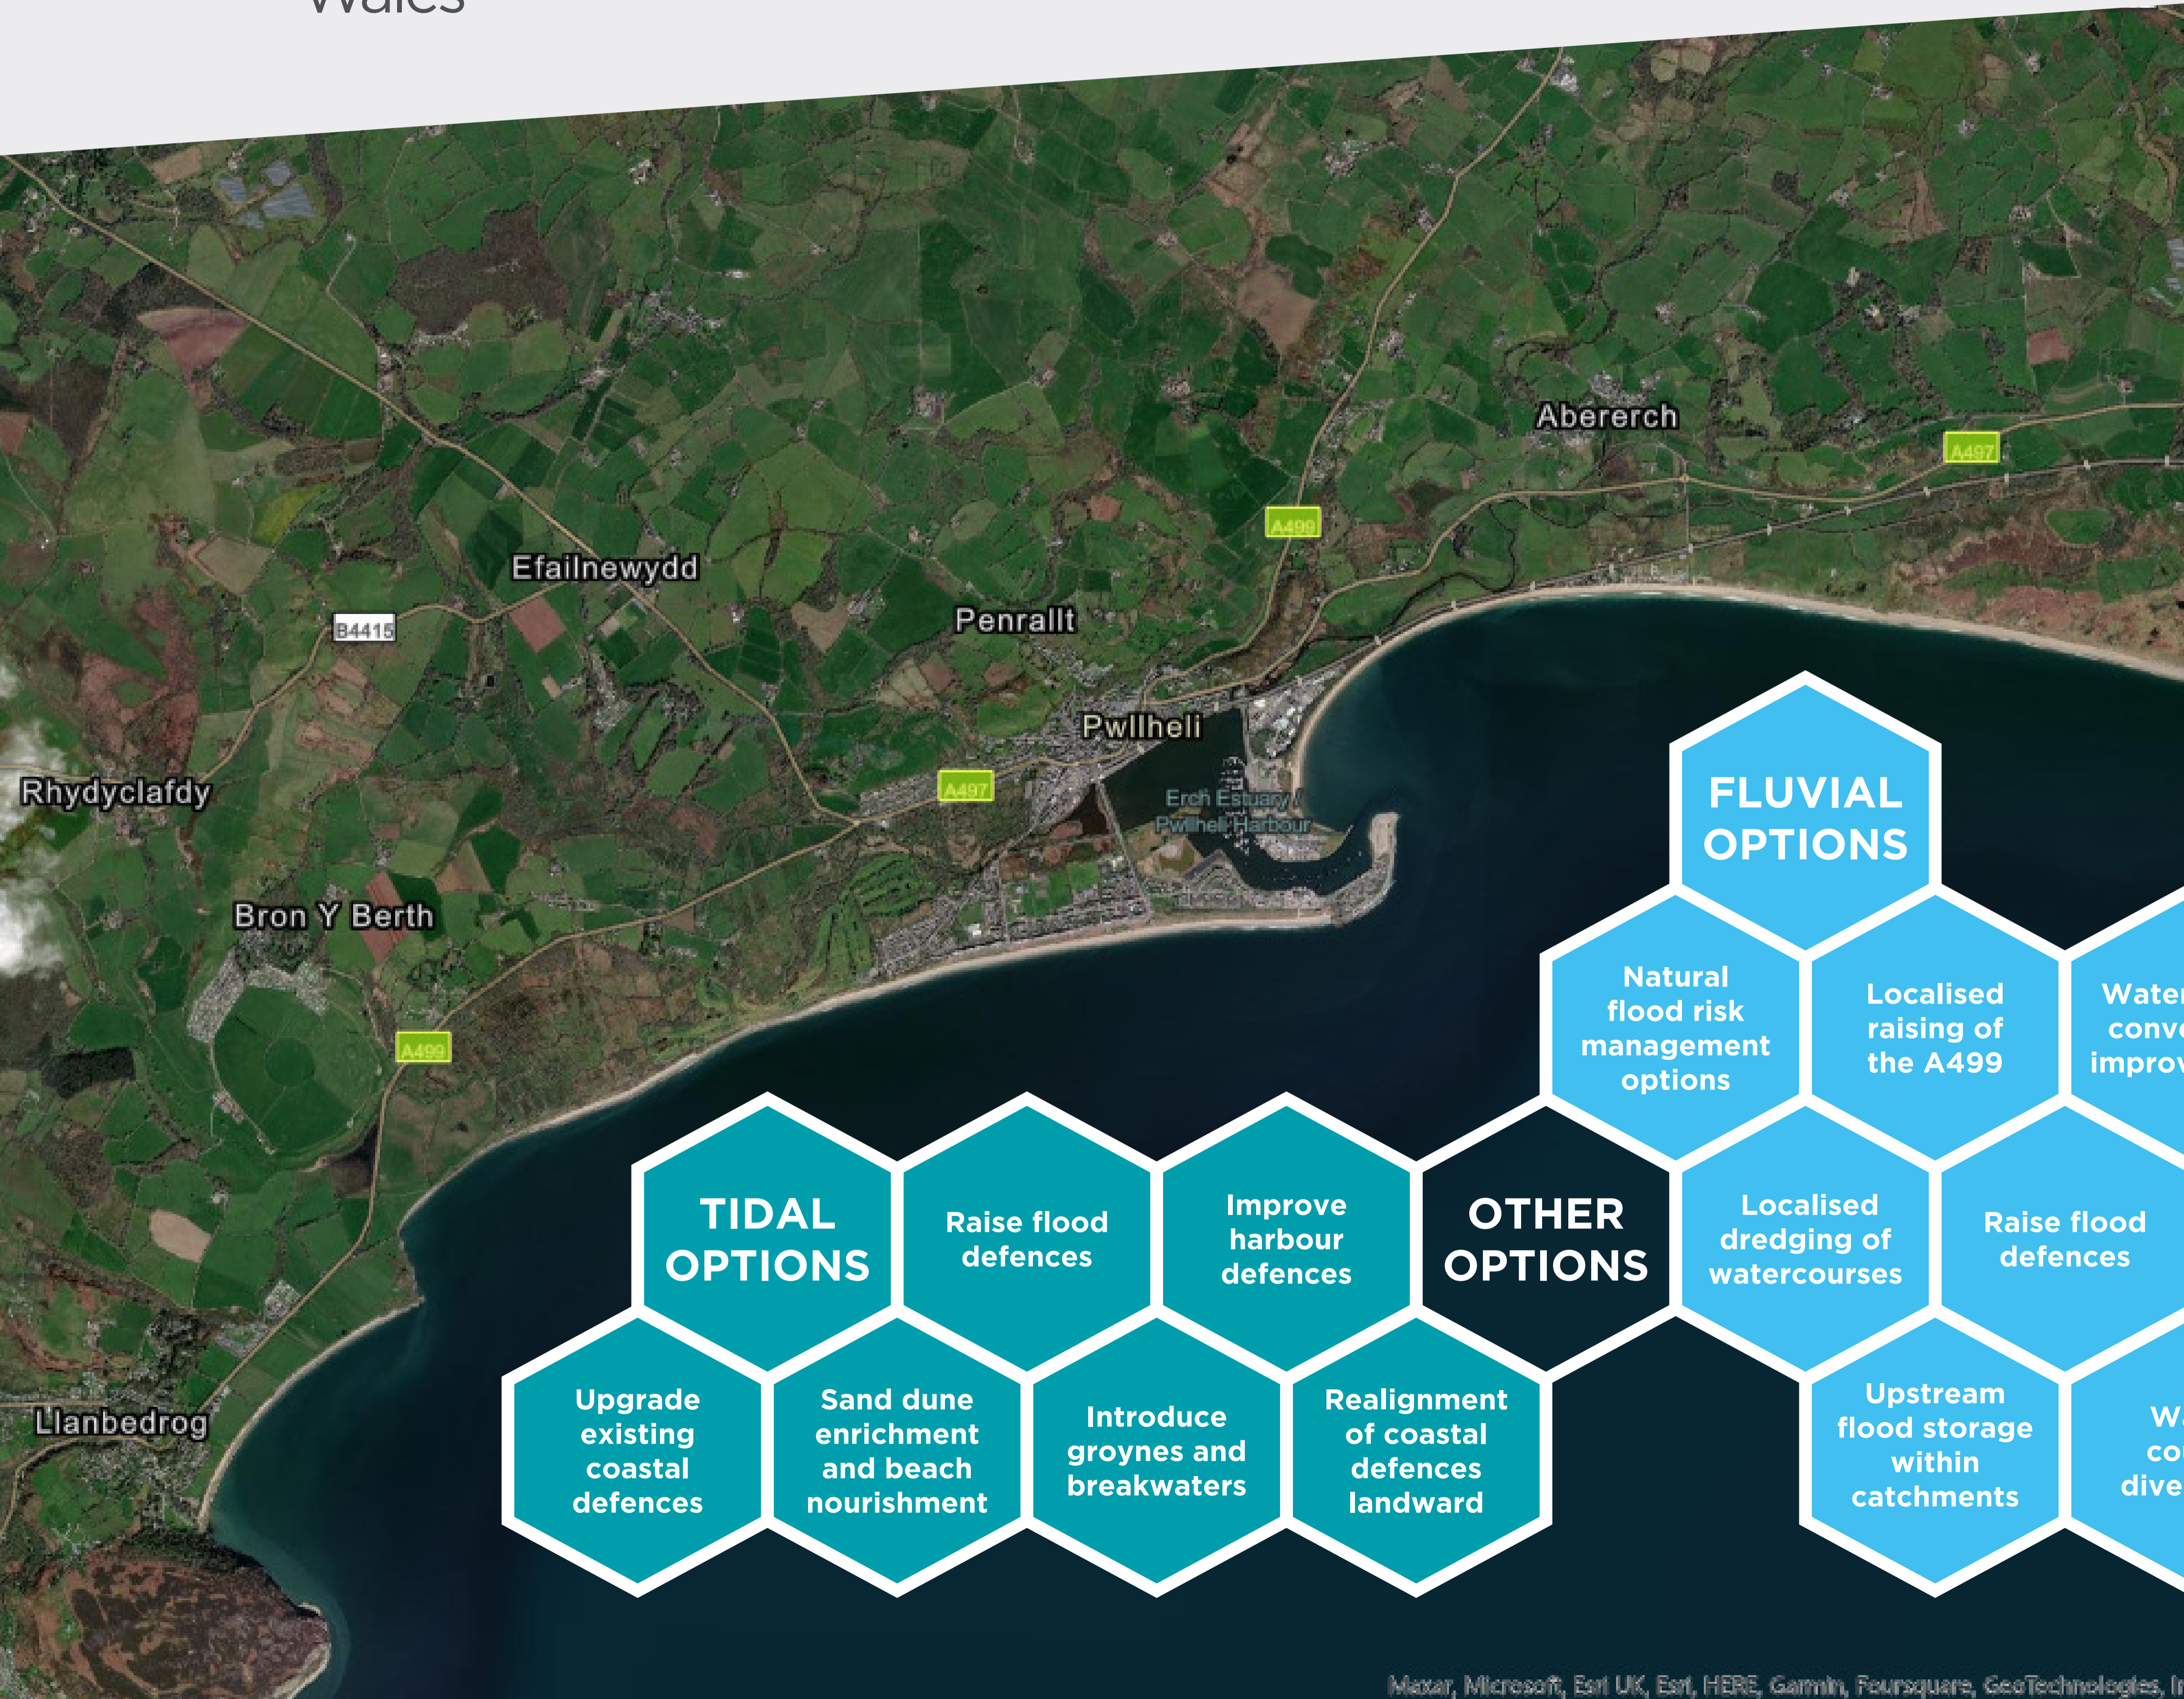 Wales
Abererch
A497
A499
Efailnewydd
Penrallt
B4415
Pwllheli
A497
Rhydyclafdy
Erch Estuary /
Pwllheli Harbour
Bron Y Berth
A499
Llanbedrog
FLUVIAL
OPTIONS
Natural
flood risk
management
options
Localised
raising of
the A499
TIDAL
OPTIONS
Raise flood
defences
Improve
harbour
defences
OTHER
OPTIONS
Localised
dredging of
watercourses
Raise flood
defences
Upgrade
existing
coastal
defences
Sand dune
enrichment
and beach
nourishment
Introduce
groynes and
breakwaters
Realignment
of coastal
defences
landward
Upstream
flood storage
within
catchments
Maxar, Microsoft, Esri UK, Esri, HERE, Garmin, Foursquare, GeoTechnologies,